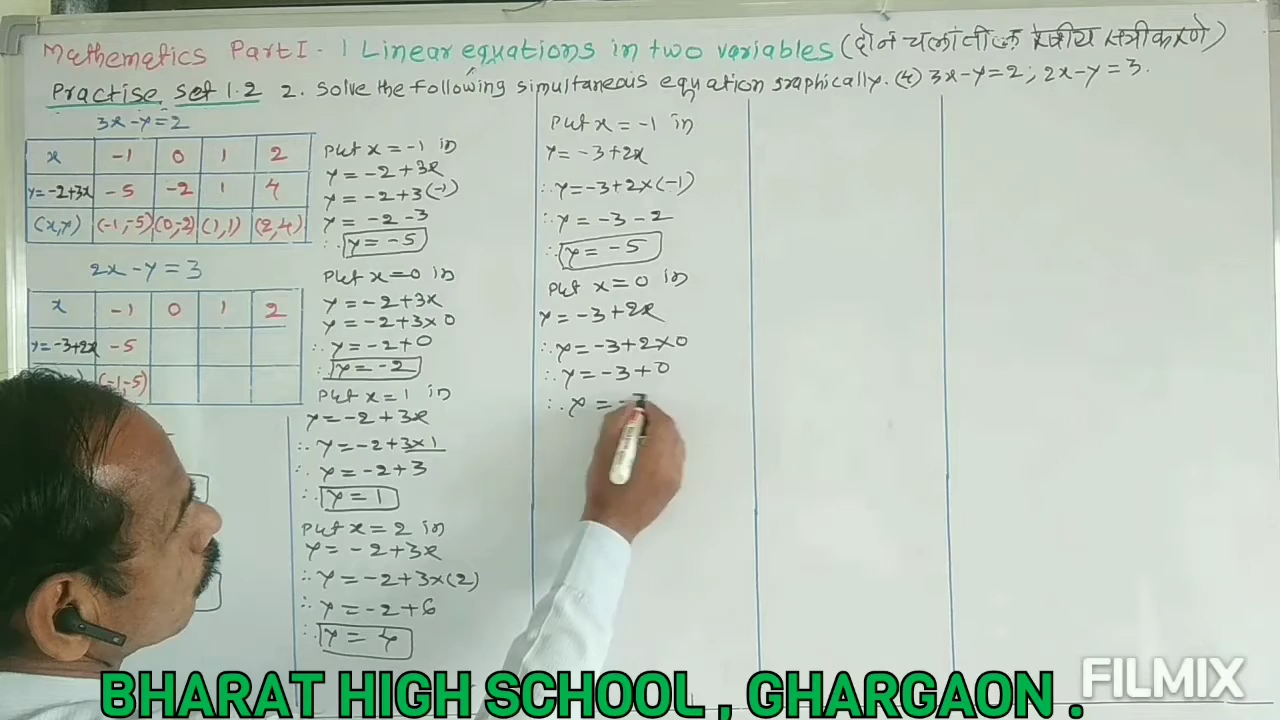 Mathematics Part I - 1 Linear equations in two variables (दोन चलांतील रेषीय समीकरणे)
Practise Set 1.2 2. Solve the following simultaneous equation graphically. (4) 3x-y=2; 2x-y=3.
3x-y=2
x -1 0 1 2
y=-2+3x -5 -2 1 4
(x,y) (-1,-5) (0,-2) (1,1) (2,4)
2x-y=3
x -1 0 1 2
y=-3+2x -5
(-1,-5)
Put x=-1 in
y=-2+3x
y=-2+3(-1)
y=-2-3
∴ y=-5
Put x=0 in
y=-2+3x
y=-2+3×0
∴ y=-2+0
∴ y=-2
Put x=1 in
y=-2+3x
∴ y=-2+3×1
∴ y=-2+3
∴ y=1
Put x=2 in
y=-2+3x
∴ y=-2+3×(2)
∴ y=-2+6
∴ y=4
Put x=-1 in
y=-3+2x
∴ y=-3+2×(-1)
∴ y=-3-2
∴ y=-5
Put x=0 in
y=-3+2x
∴ y=-3+2×0
∴ y=-3+0
∴ y=-
BHARAT HIGH SCHOOL , GHARGAON .
FILMIX